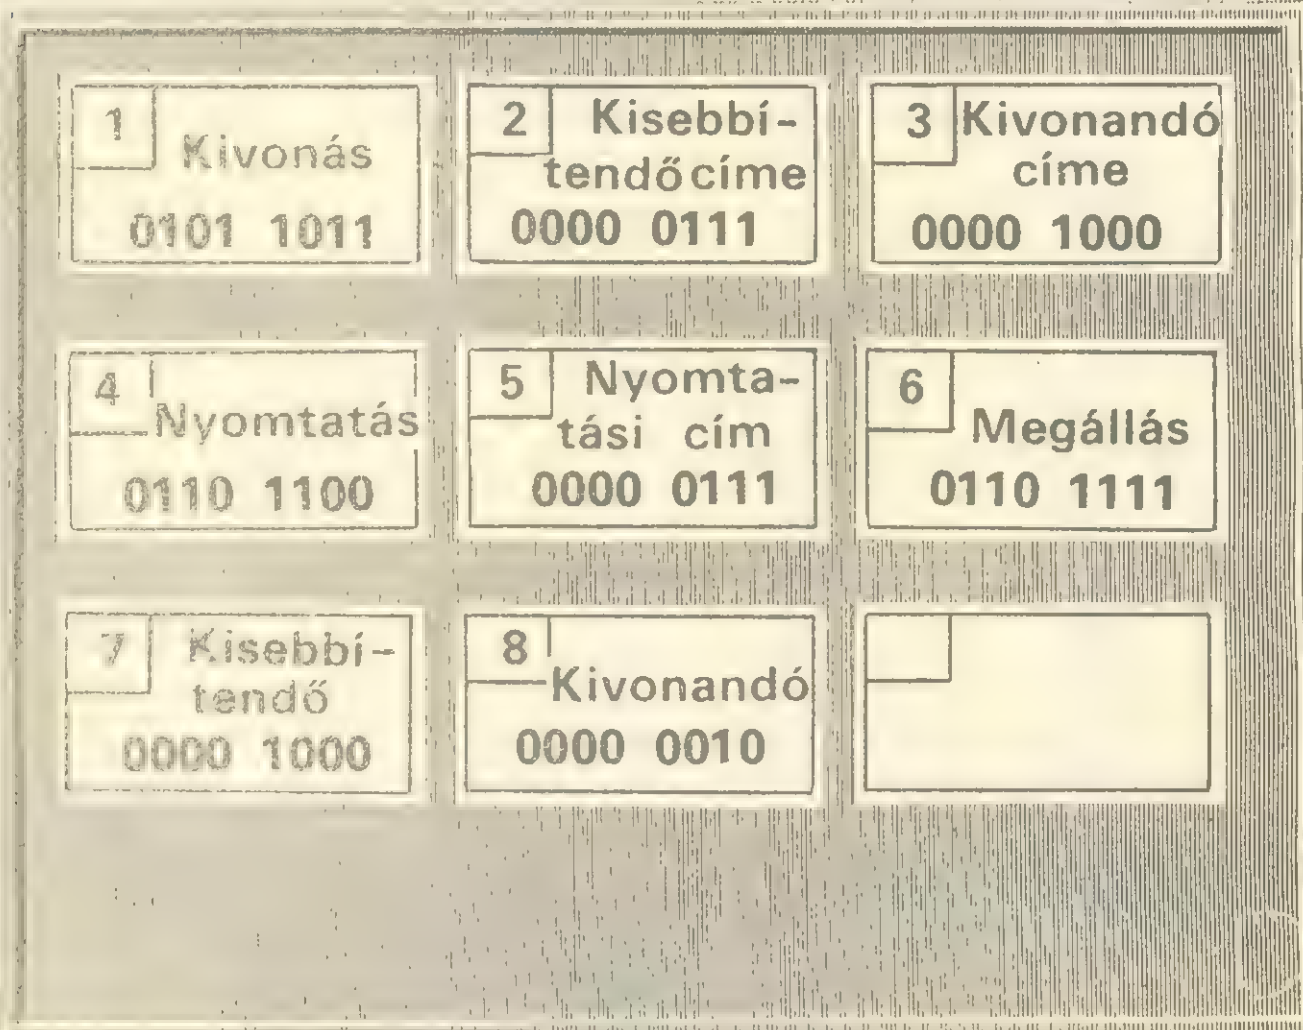 1
Kivonás
0101 1011
2 Kisebbí-
tendőcíme
0000 0111
3 Kivonandó
címe
0000 1000
4
Nyomtatás
0110 1100
5 Nyomta-
tási cím
0000 0111
6
Megállás
0110 1111
7 Kisebbí-
tendő
0000 1000
8
Kivonandó
0000 0010